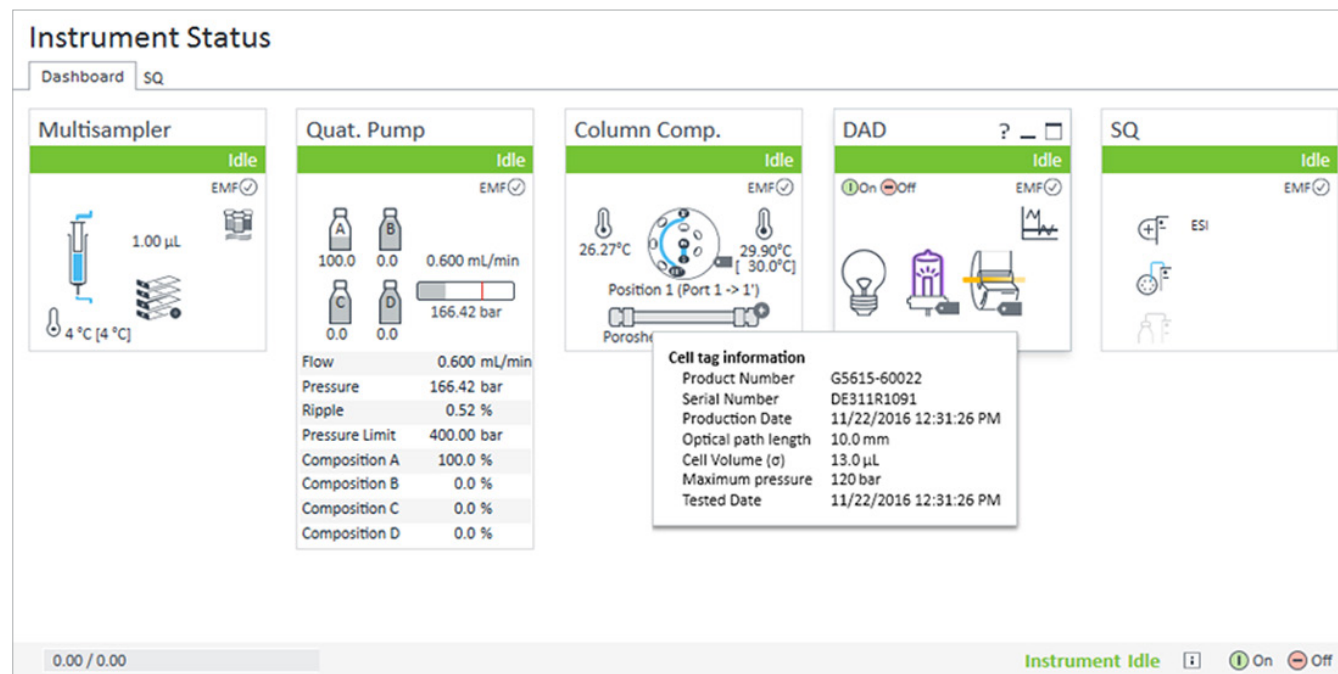 Instrument Status
Dashboard SQ
Multisampler
Idle
EMF
1.00 µL
4 °C [4 °C]
Quat. Pump
Idle
EMF
A B
100.0 0.0 0.600 mL/min
C D
166.42 bar
0.0 0.0
Flow 0.600 mL/min
Pressure 166.42 bar
Ripple 0.52 %
Pressure Limit 400.00 bar
Composition A 100.0 %
Composition B 0.0 %
Composition C 0.0 %
Composition D 0.0 %
Column Comp.
Idle
EMF
26.27°C 29.90°C
[ 30.0°C]
Position 1 (Port 1 -> 1')
Poroshe
DAD ?
Idle
On Off EMF
Cell tag information
Product Number G5615-60022
Serial Number DE311R1091
Production Date 11/22/2016 12:31:26 PM
Optical path length 10.0 mm
Cell Volume (σ) 13.0 µL
Maximum pressure 120 bar
Tested Date 11/22/2016 12:31:26 PM
SQ
Idle
EMF
ESI
0.00 / 0.00
Instrument Idle On Off